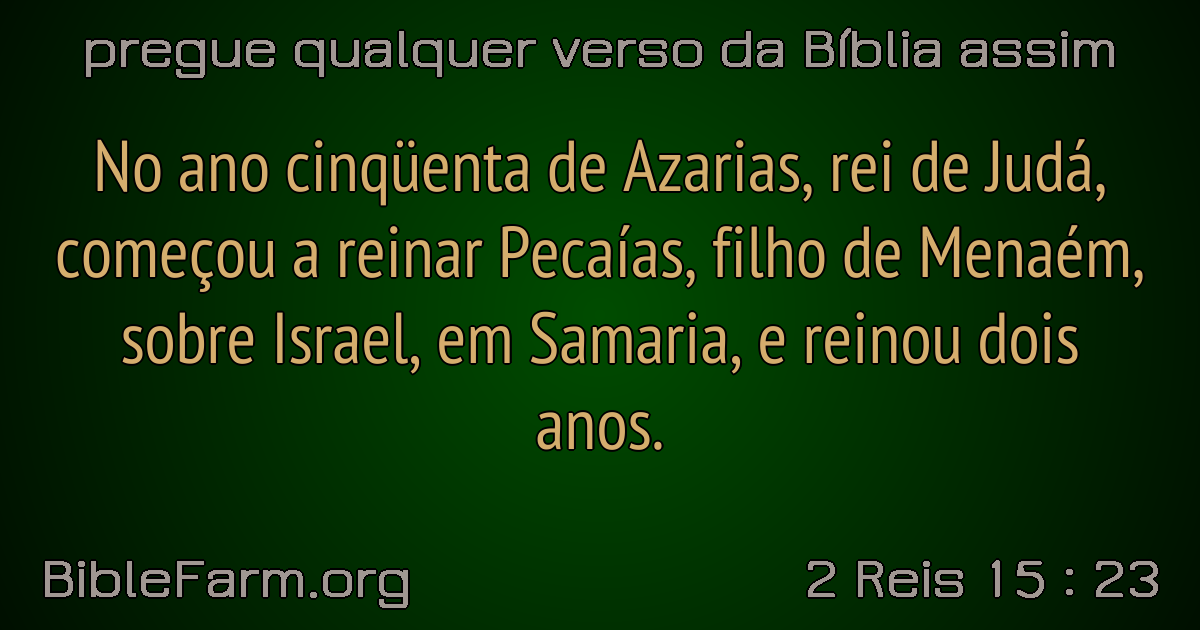 pregue qualquer verso da Bíblia assim
No ano cinqüenta de Azarias, rei de Judá,
começou a reinar Pecaías, filho de Menaém,
sobre Israel, em Samaria, e reinou dois
anos.
BibleFarm.org
2 Reis 15 : 23